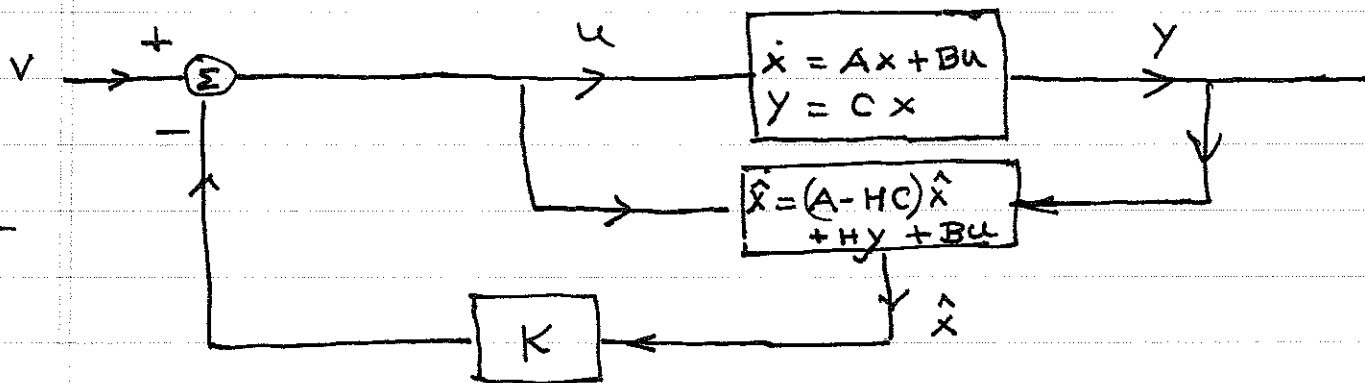 V + Σ −
u
ẋ = Ax + Bu
y = Cx
y
x̂̇ = (A - HC)x̂
+ Hy + Bu
x̂
K